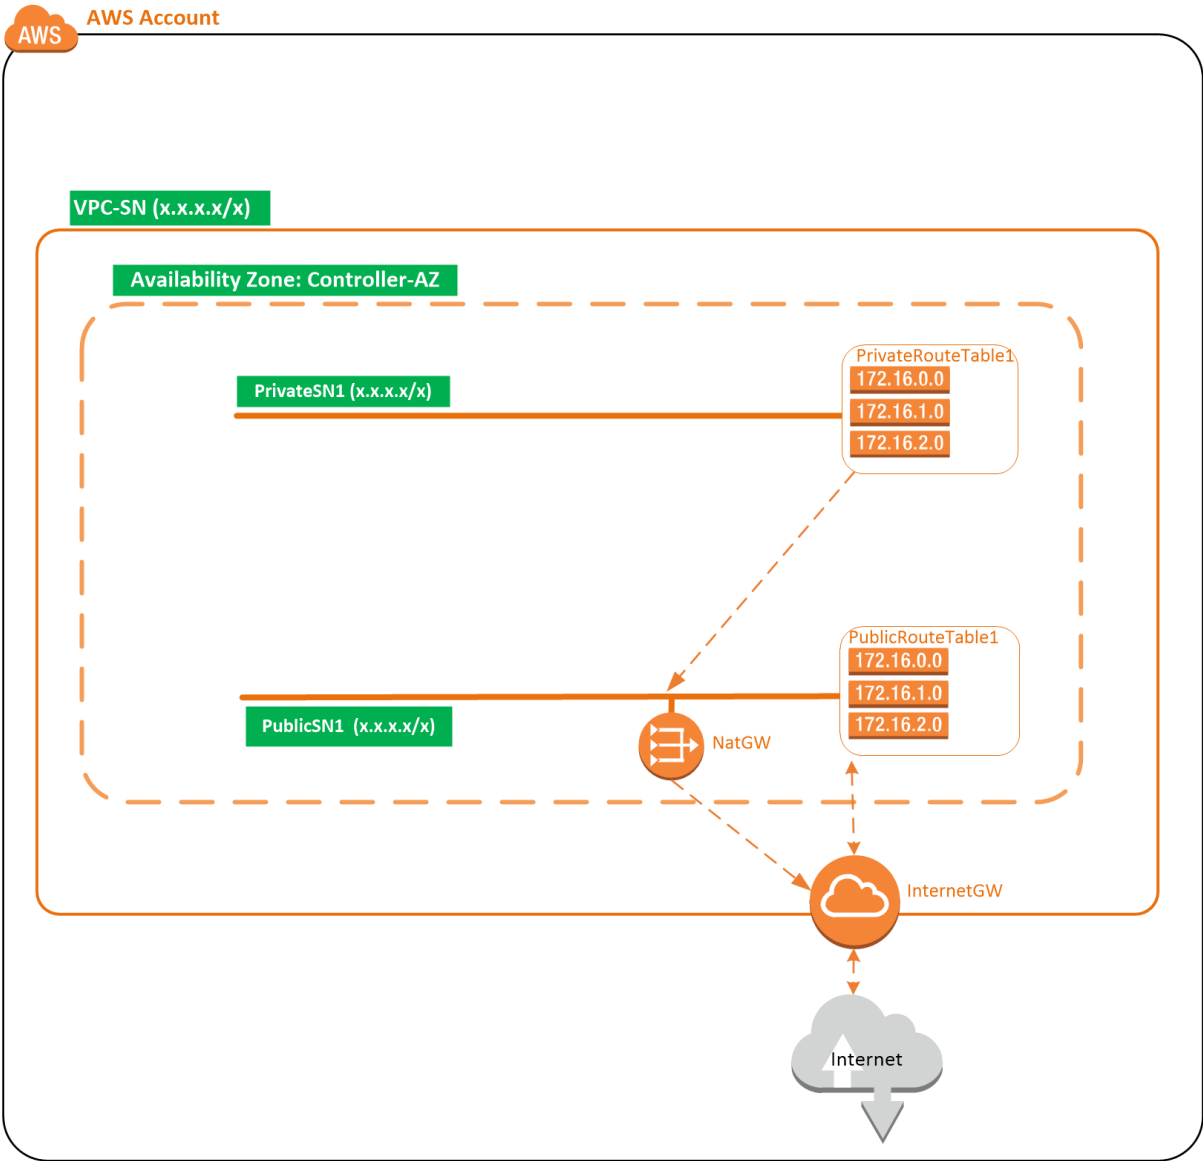 AWS
AWS Account
VPC-SN (x.x.x.x/x)
Availability Zone: Controller-AZ
PrivateRouteTable1
172.16.0.0
172.16.1.0
172.16.2.0
PrivateSN1 (x.x.x.x/x)
PublicRouteTable1
172.16.0.0
172.16.1.0
172.16.2.0
PublicSN1 (x.x.x.x/x)
NatGW
InternetGW
Internet